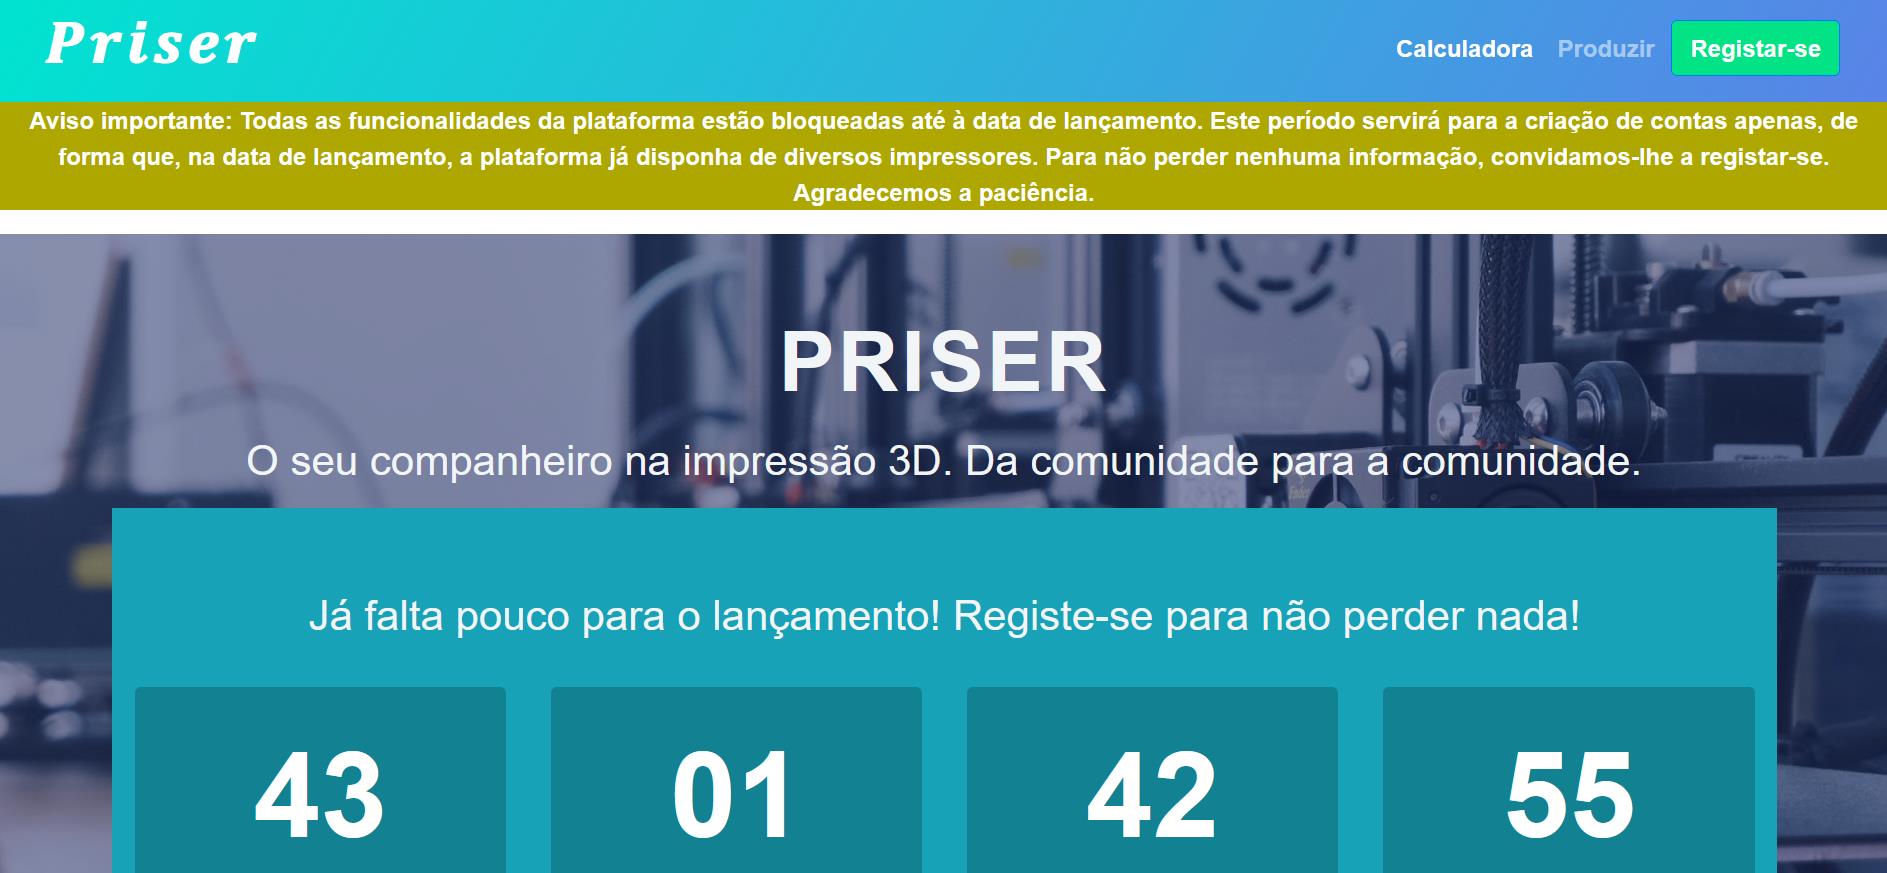 Priser
Calculadora Produzir Registar-se
Aviso importante: Todas as funcionalidades da plataforma estão bloqueadas até à data de lançamento. Este período servirá para a criação de contas apenas, de
forma que, na data de lançamento, a plataforma já disponha de diversos impressores. Para não perder nenhuma informação, convidamos-lhe a registar-se.
Agradecemos a paciência.
PRISER
O seu companheiro na impressão 3D. Da comunidade para a comunidade.
Ender
Já falta pouco para o lançamento! Registe-se para não perder nada!
43 01 42 55